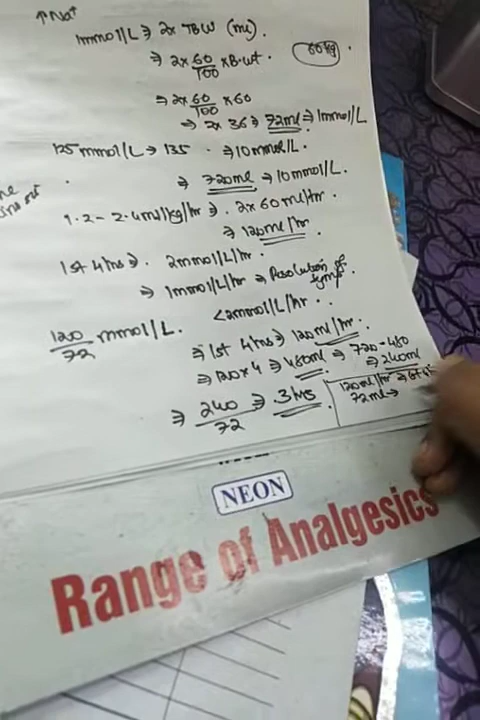 ↑Na+
1mmol/L ⇒ 2x TBW (ml)
⇒ 2x 60/100 x B.wt. 60kg.
⇒ 2x 60/100 x 60
⇒ 2x 36 ⇒ 72ml ⇒ 1mmol/L
125 mmol/L → 135 ⇒ 10mmol/L.
⇒ 720ml ⇒ 10mmol/L.
1.2 - 2.4ml/kg/hr ⇒ 2x 60ml/hr.
⇒ 120ml/hr
1st 4hrs ⇒ 2mmol/L/hr.
⇒ 1mmol/L/hr ⇒ Resolution of symp.
<2mmol/L/hr.
120/72 mmol/L.
⇒ 1st 4hrs ⇒ 120ml/hr.
⇒ 120x4 ⇒ 480ml ⇒ 720-480
⇒ 240ml
⇒ 240/72 ⇒ 3hrs
120ml/hr ⇒ 1st 4
72ml →
NEON
Range of Analgesics